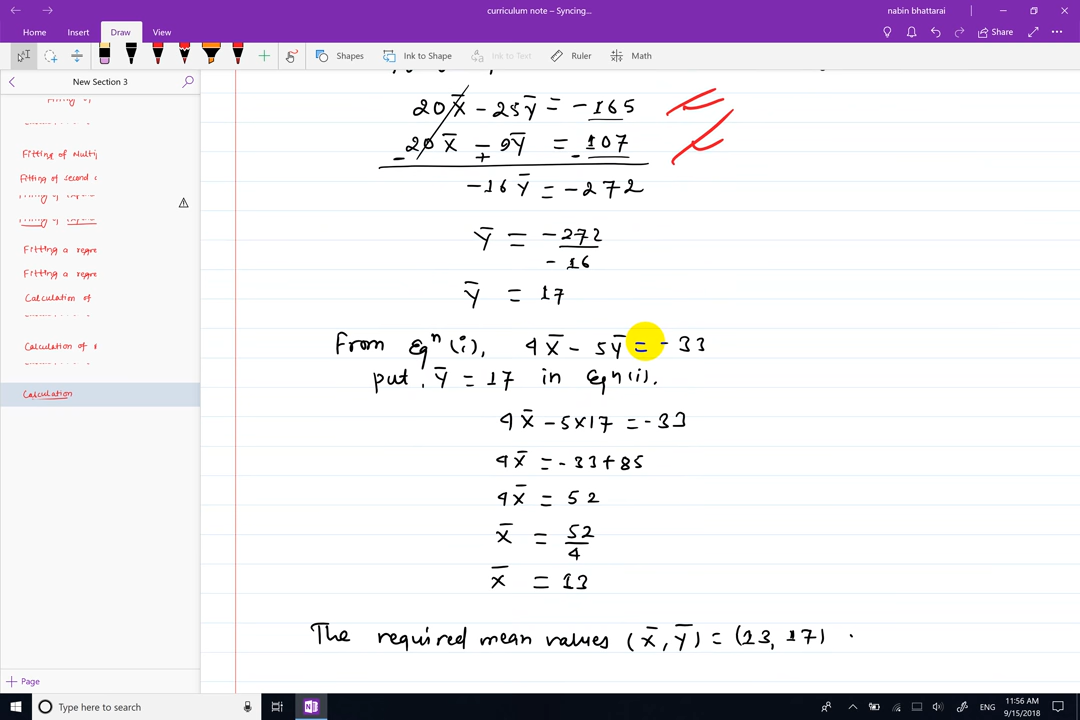 curriculum note – Syncing...
nabin bhattarai
Home Insert Draw View
Share
Shapes Ink to Shape Ink to Text Ruler Math
New Section 3
Fitting of Multip
Fitting of second o
Fitting a regre
Fitting a regre
Calculation of
Calculation of
Calculation
20X̄ - 25Ȳ = -165
20X̄ - 9Ȳ = -107
- + -
-16Ȳ = -272
Ȳ = -272
-16
Ȳ = 17
From Eqⁿ(i), 4X̄ - 5Ȳ = -33
put, Ȳ = 17 in Eqn(i).
4X̄ - 5×17 = -33
4X̄ = -33+85
4X̄ = 52
X̄ = 52
4
X̄ = 13
The required mean values (X̄, Ȳ) = (13, 17) .
+ Page
Type here to search
ENG
11:56 AM
9/15/2018